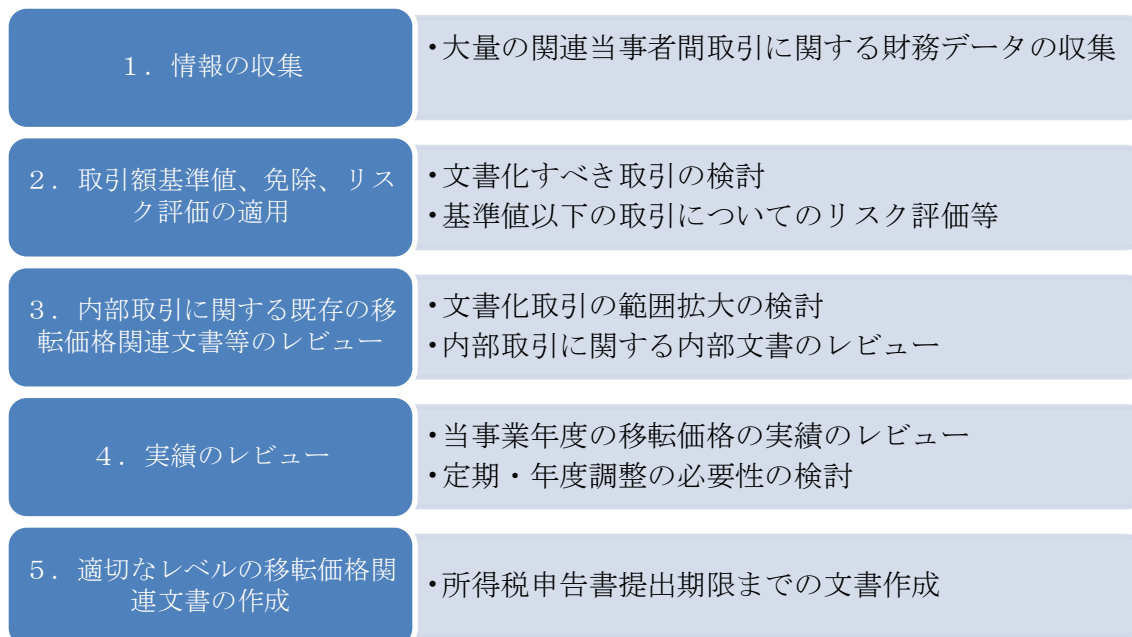 １．情報の収集
・大量の関連当事者間取引に関する財務データの収集
２．取引額基準値、免除、リス
ク評価の適用
・文書化すべき取引の検討
・基準値以下の取引についてのリスク評価等
３．内部取引に関する既存の移
転価格関連文書等のレビュー
・文書化取引の範囲拡大の検討
・内部取引に関する内部文書のレビュー
４．実績のレビュー
・当事業年度の移転価格の実績のレビュー
・定期・年度調整の必要性の検討
５．適切なレベルの移転価格関
連文書の作成
・所得税申告書提出期限までの文書作成